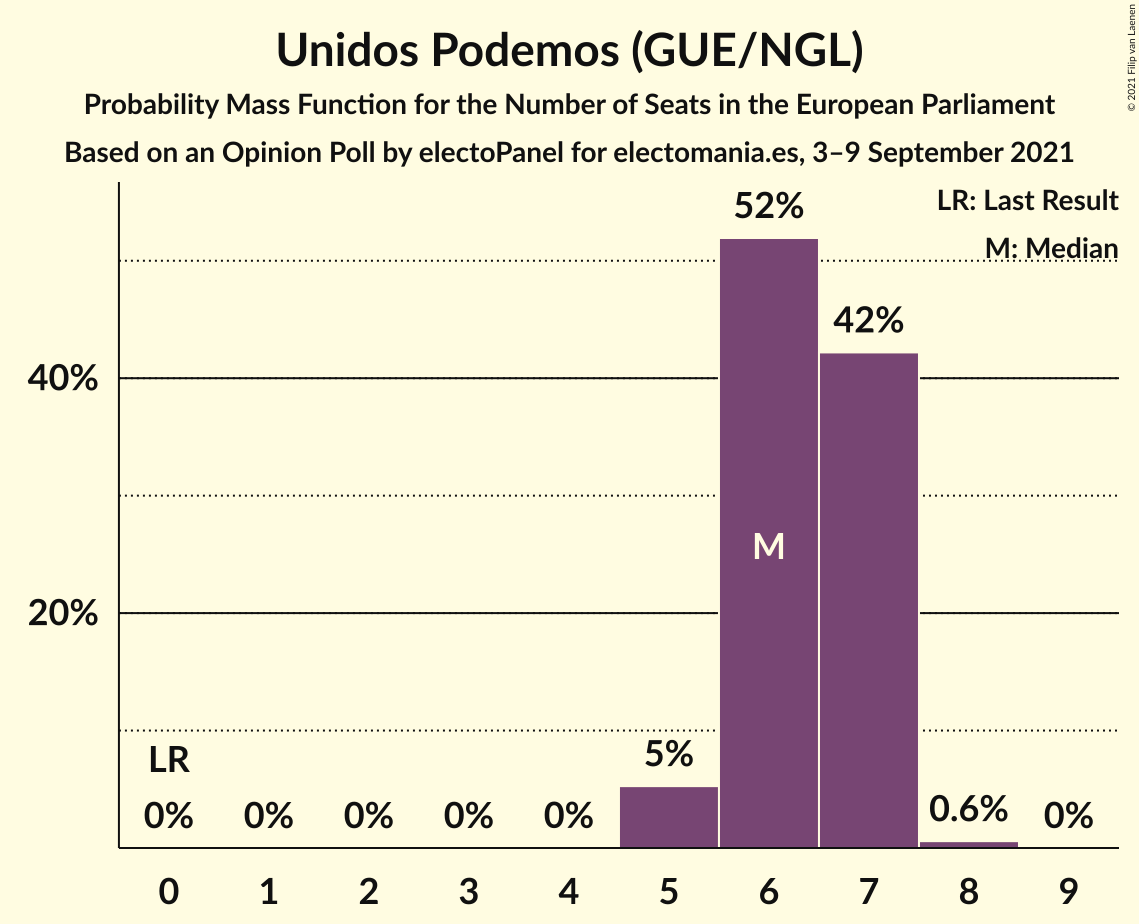 Unidos Podemos (GUE/NGL)
Probability Mass Function for the Number of Seats in the European Parliament
Based on an Opinion Poll by electoPanel for electomania.es, 3–9 September 2021
© 2021 Filip van Laenen
LR: Last Result
M: Median
52%
42%
40%
M
20%
LR
5%
0% 0% 0% 0% 0% 0.6% 0%
0 1 2 3 4 5 6 7 8 9